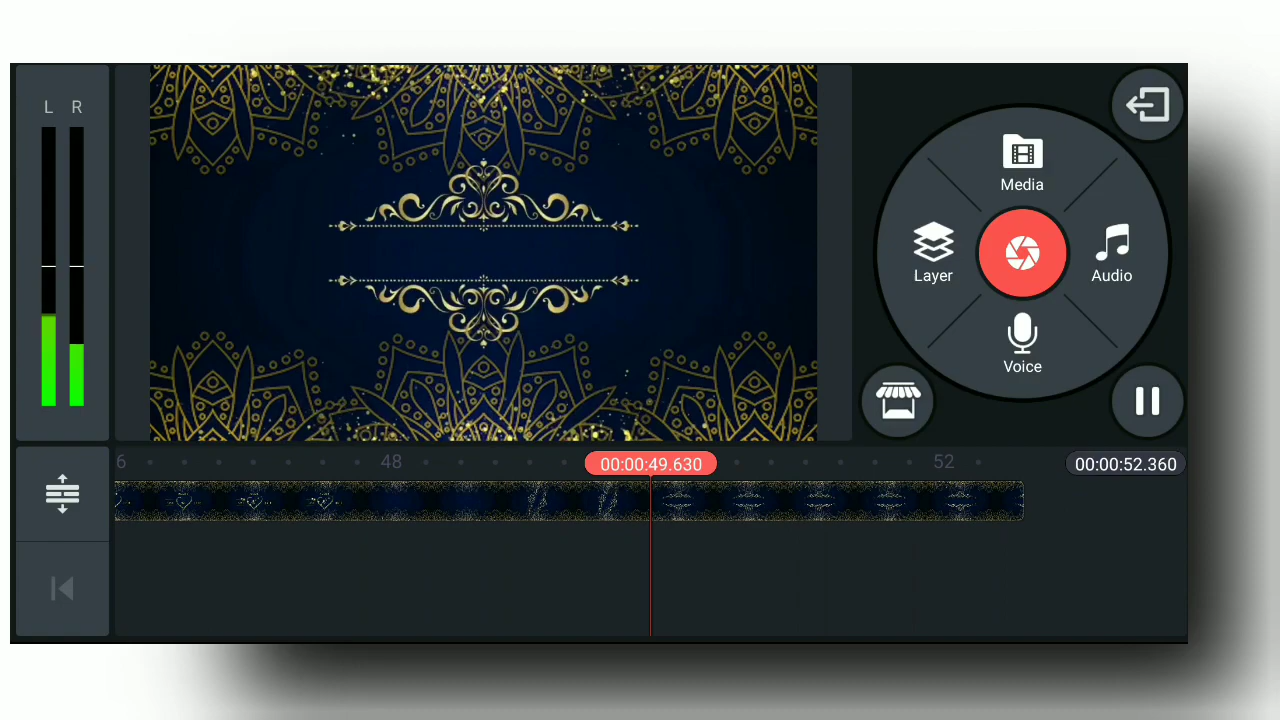 L R
Media
Layer
Audio
Voice
6
48
00:00:49.630
52
00:00:52.360